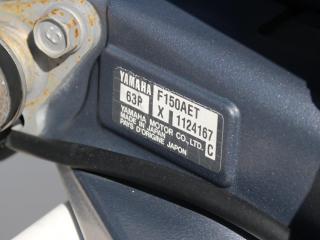 YAMAHA F150AET
63P X 1124167
YAMAHA MOTOR CO., LTD. C
MADE IN JAPAN
PAYS D'ORIGINE JAPON